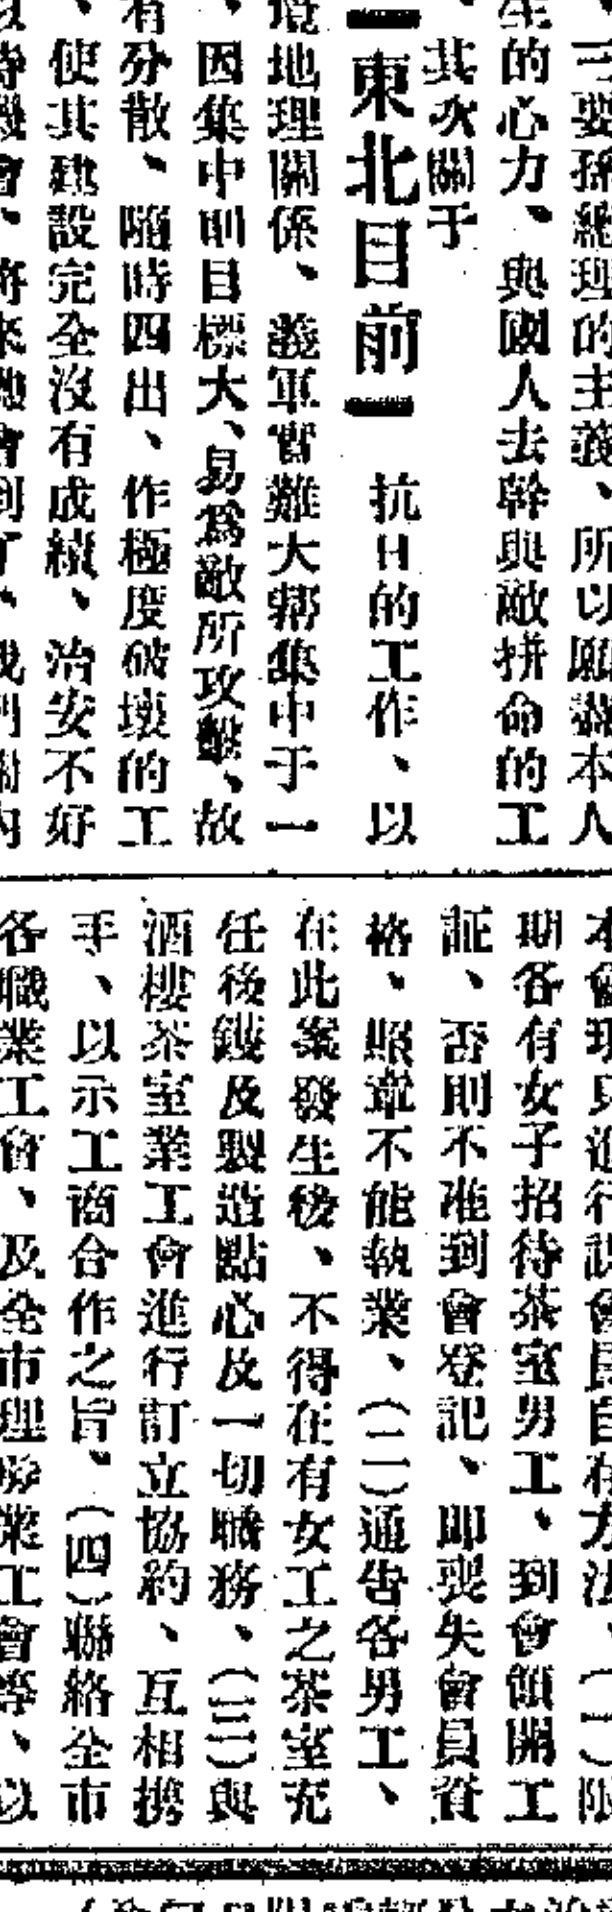 、三要孫總理的主義、所以願盡本人
生的心力、與國人去幹與敵拼命的工
、其次關于
東北目前　抗日的工作、以
境地理關係、義軍實難大幫集中于一
、因集中則目標大、易爲敵所攻擊、故
有分散、隨時四出、作極度破壞的工
、使其建設完全沒有成績、治安不好
以待機會、將來機會到了、我們關內
本會現具進行誤會員自有方法、（一）限
期各有女子招待茶室男工、到會領開工
証、否則不准到會登記、即喪失會員資
格、照章不能執業、（二）通告各男工、
在此案發生後、不得在有女工之茶室充
任後鑊及製造點心及一切職務、（三）與
酒樓茶室業工會進行訂立協約、互相携
手、以示工商合作之旨、（四）聯絡全市
各職業工會、及全市理髮業工會等、以